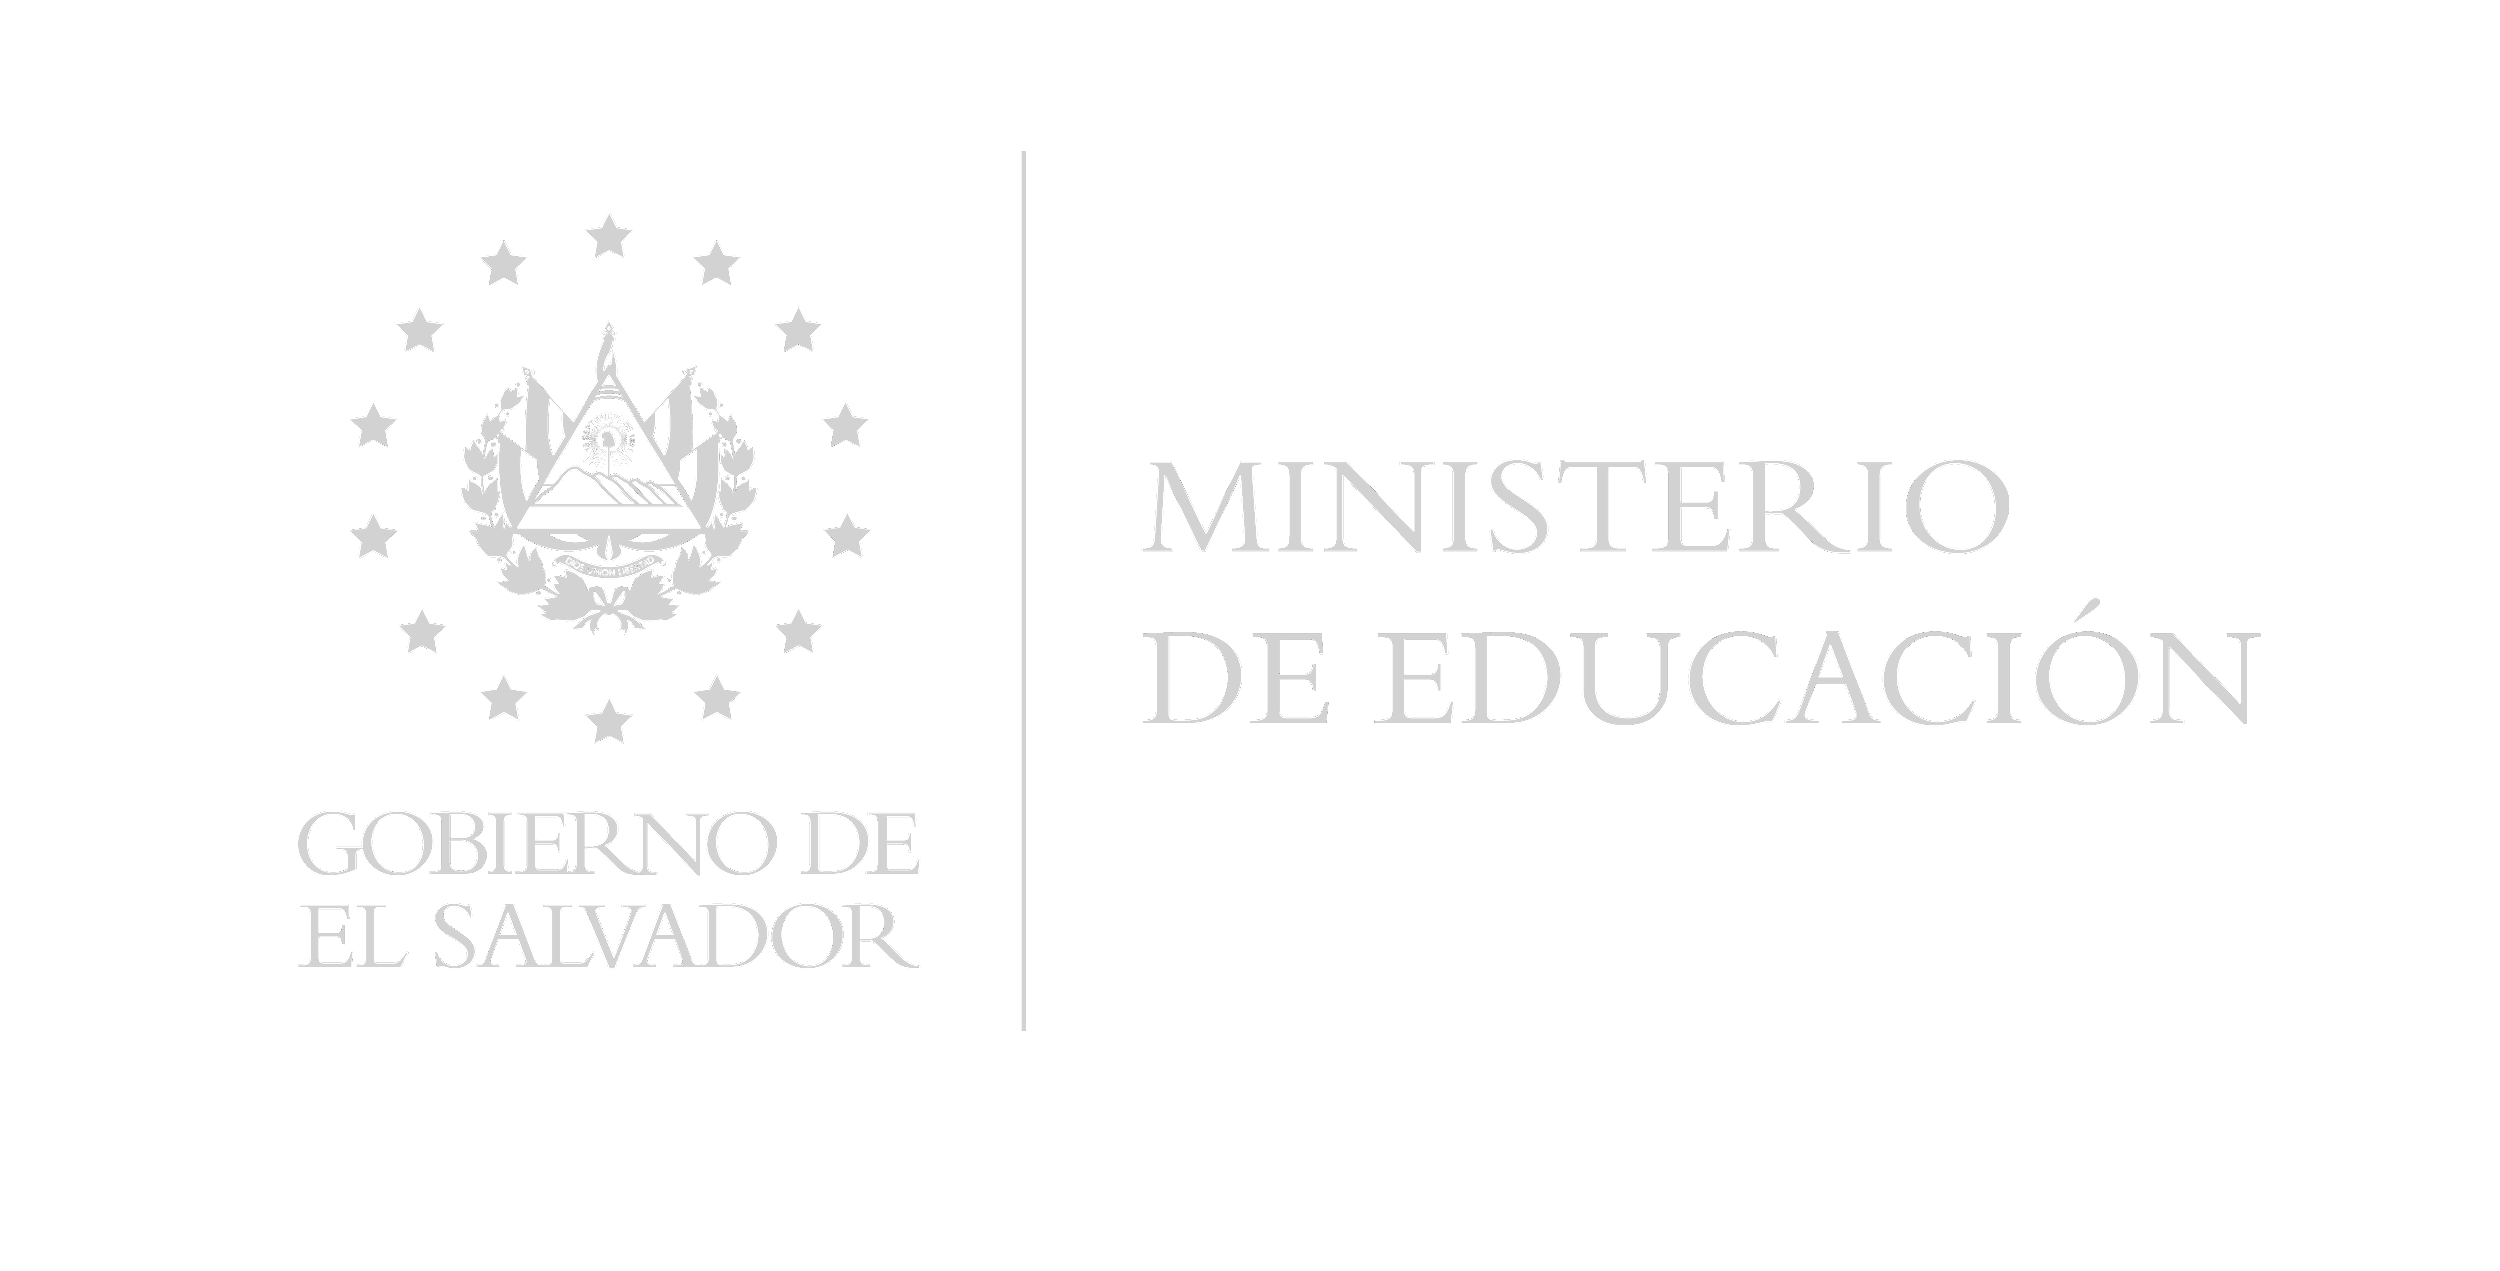 GOBIERNO DE
EL SALVADOR
MINISTERIO
DE EDUCACIÓN